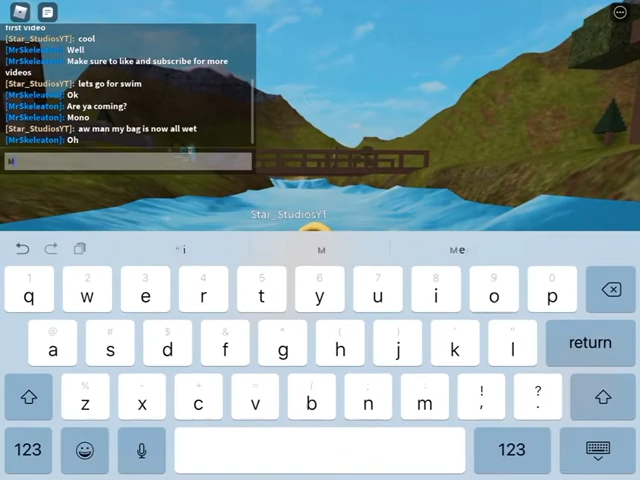 first video
[Star_StudiosYT]: cool
[MrSkeleaton]: Well
[MrSkeleaton]: Make sure to like and subscribe for more
videos
[Star_StudiosYT]: lets go for swim
[MrSkeleaton]: Ok
[MrSkeleaton]: Are ya coming?
[MrSkeleaton]: Mono
[Star_StudiosYT]: aw man my bag is now all wet
[MrSkeleaton]: Oh
M
Star_StudiosYT
M Me
1 2 3 4 5 6 7 8 9 0
q w e r t y u i o p
@ # $ & * ( ) ' "
a s d f g h j k l return
% - + = / ; : ! ?
z x c v b n m , .
123 123